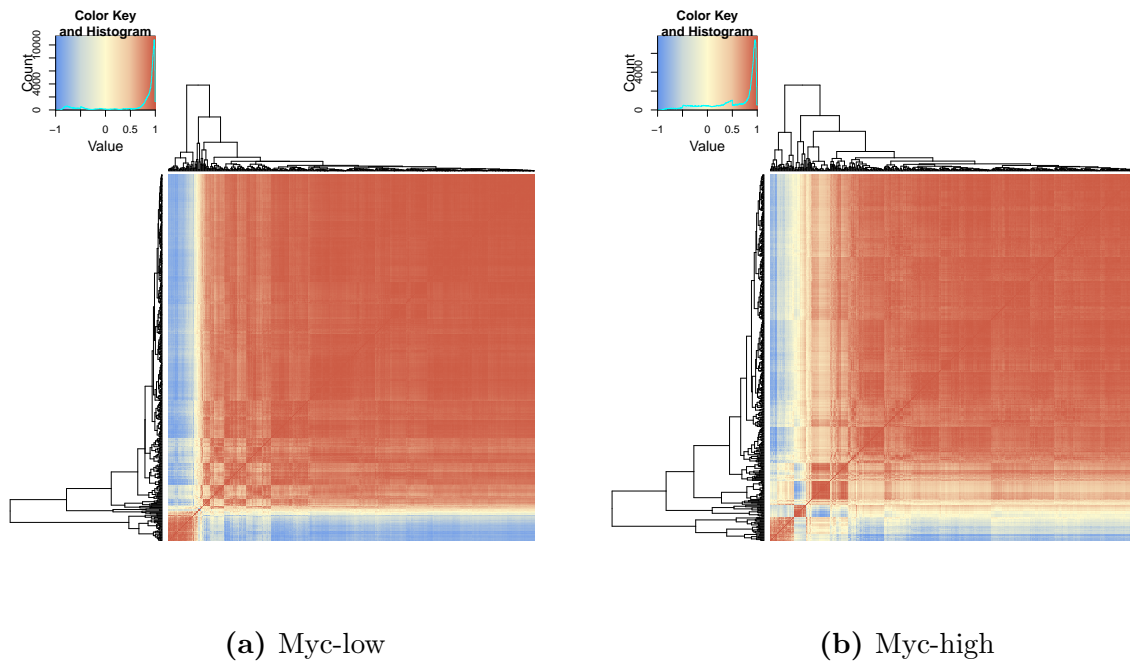 Color Key
and Histogram
Count
0 4000 10000
−1 0 0.5 1
Value
Color Key
and Histogram
Count
0 4000
−1 0 0.5 1
Value
(a) Myc-low
(b) Myc-high